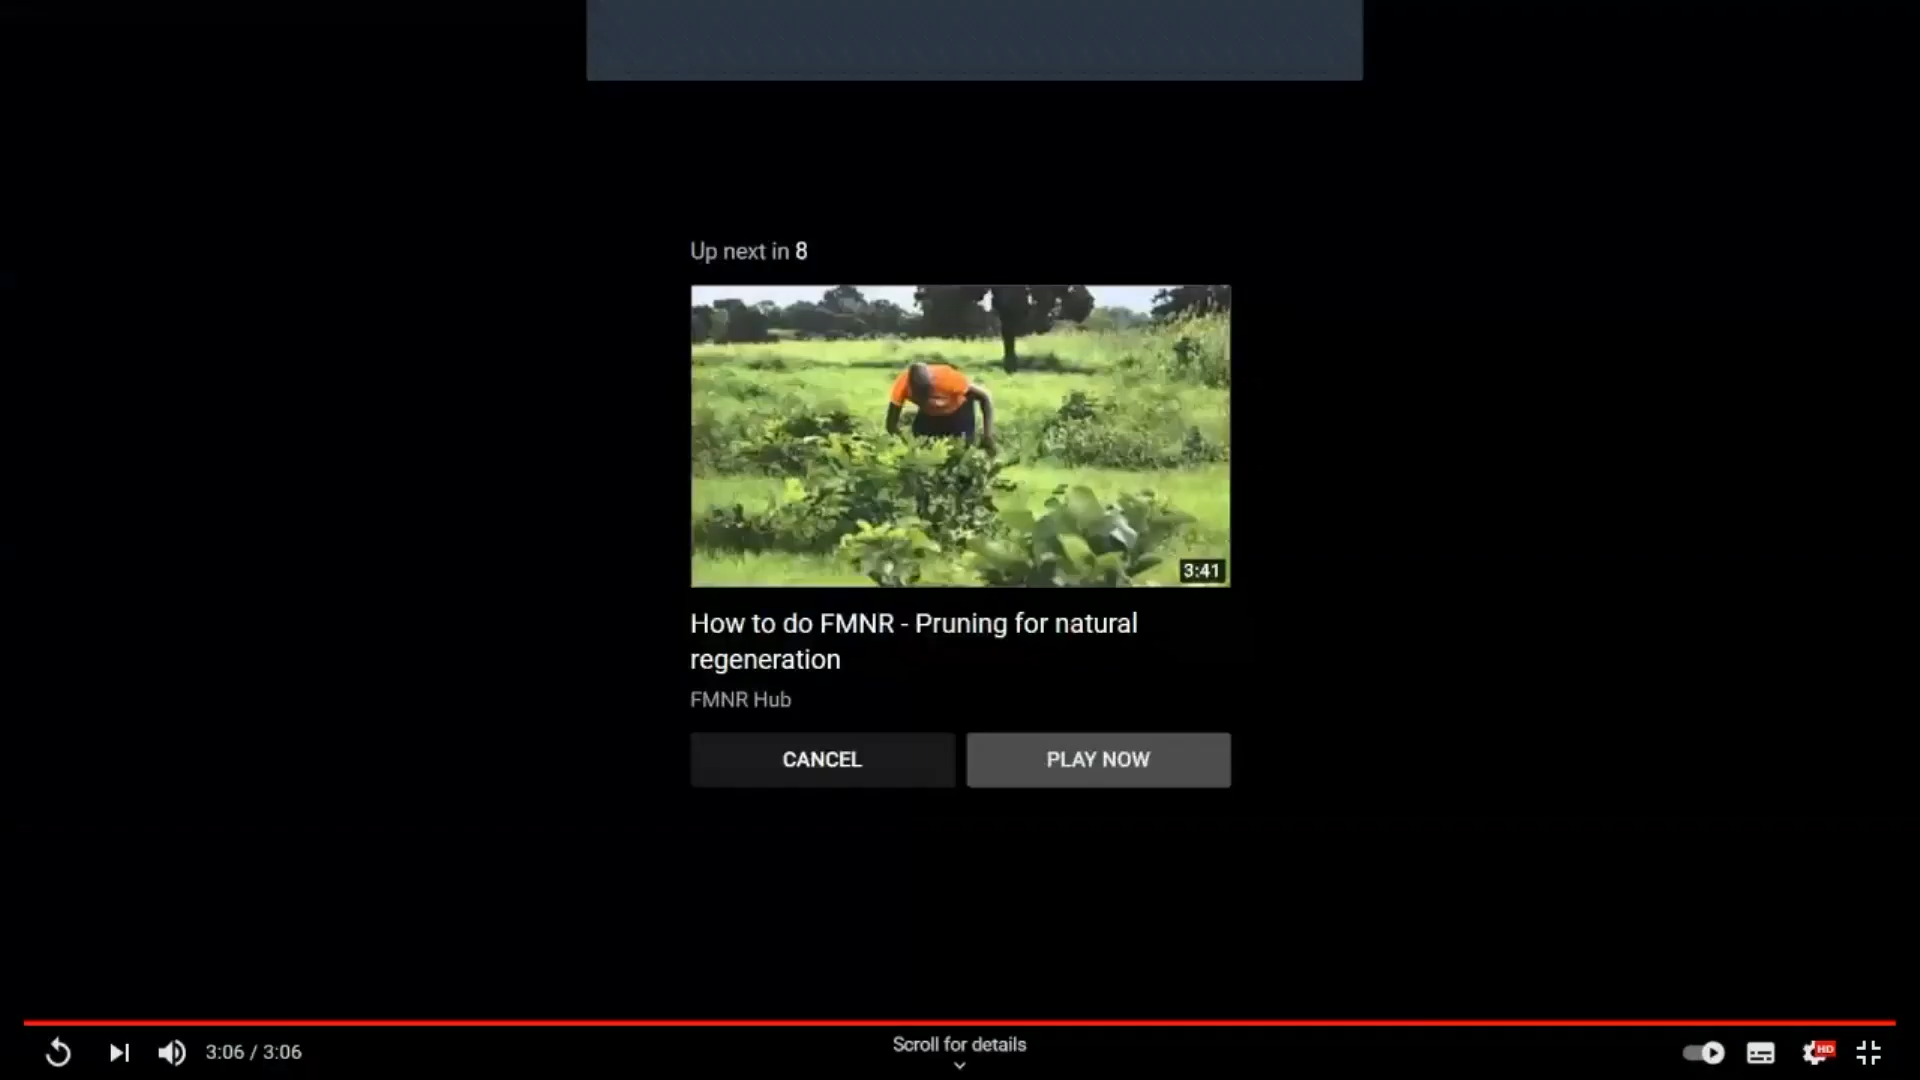 Up next in 8
3:41
How to do FMNR - Pruning for natural
regeneration
FMNR Hub
CANCEL
PLAY NOW
3:06 / 3:06
Scroll for details
HD